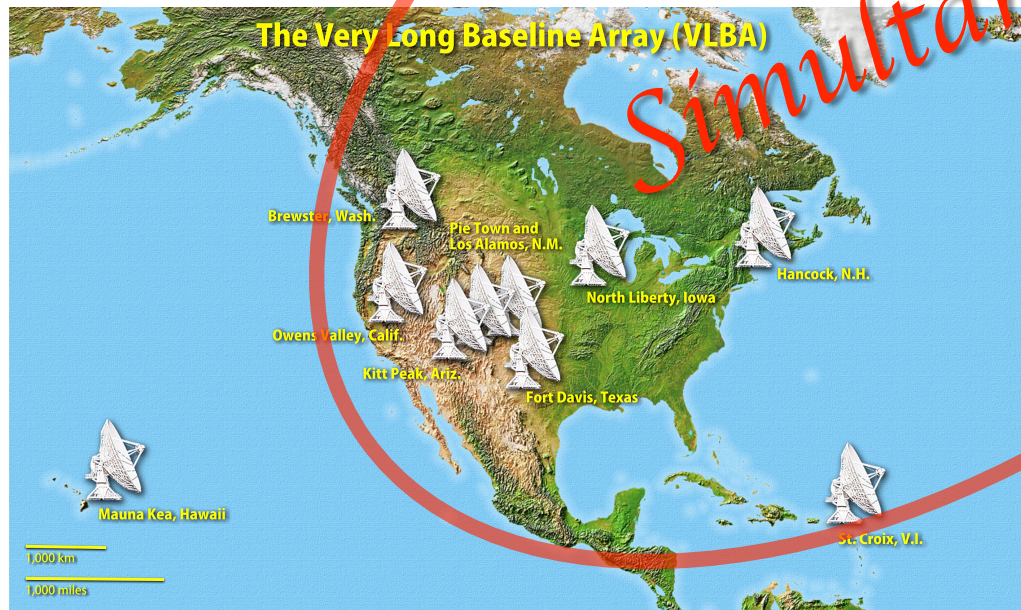 The Very Long Baseline Array (VLBA)
Simulta
Brewster, Wash.
Pie Town and
Los Alamos, N.M.
Hancock, N.H.
North Liberty, Iowa
Owens Valley, Calif.
Kitt Peak, Ariz.
Fort Davis, Texas
Mauna Kea, Hawaii
St. Croix, V.I.
1,000 km
1,000 miles